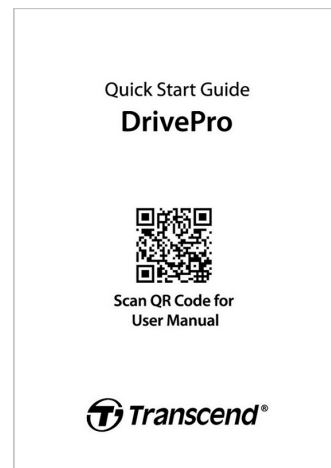 Quick Start Guide
DrivePro
Scan QR Code for
User Manual
Transcend®